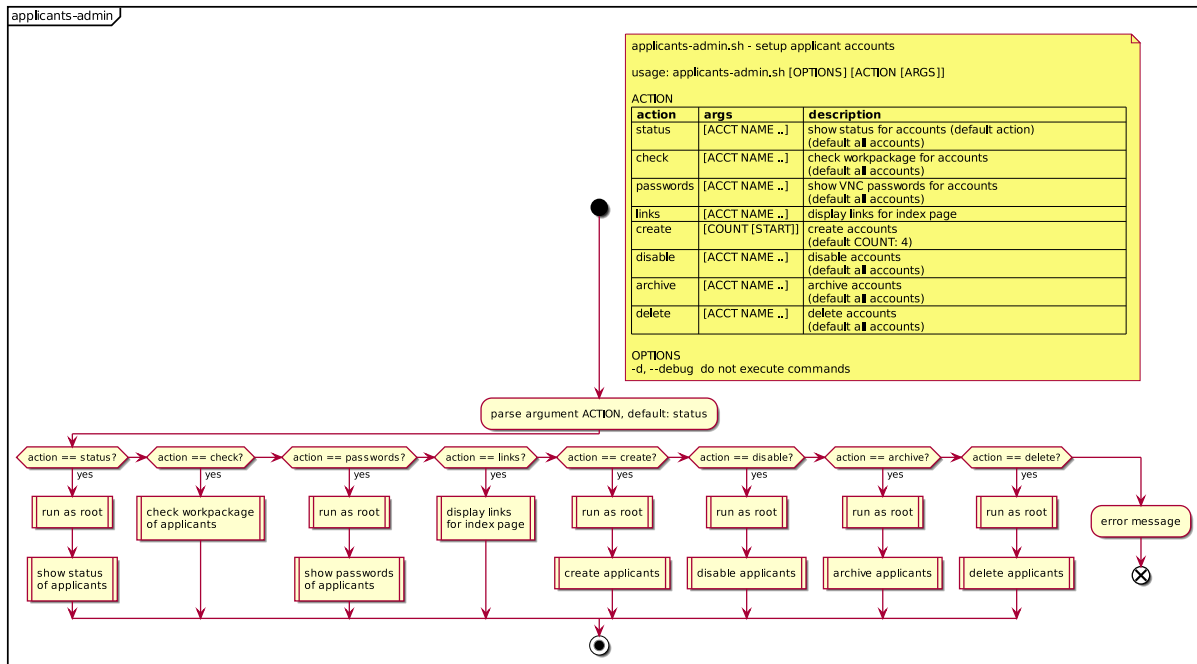 applicants-admin
applicants-admin.sh - setup applicant accounts
usage: applicants-admin.sh [OPTIONS] [ACTION [ARGS]]
ACTION
action args description
status [ACCT NAME ..] show status for accounts (default action)
(default all accounts)
check [ACCT NAME ..] check workpackage for accounts
(default all accounts)
passwords [ACCT NAME ..] show VNC passwords for accounts
(default all accounts)
links [ACCT NAME ..] display links for index page
create [COUNT [START]] create accounts
(default COUNT: 4)
disable [ACCT NAME ..] disable accounts
(default all accounts)
archive [ACCT NAME ..] archive accounts
(default all accounts)
delete [ACCT NAME ..] delete accounts
(default all accounts)
OPTIONS
-d, --debug do not execute commands
parse argument ACTION, default: status
action == status? action == check? action == passwords? action == links? action == create? action == disable? action == archive? action == delete?
yes yes yes yes yes yes yes yes
run as root check workpackage run as root display links run as root run as root run as root run as root error message
of applicants for index page
show status show passwords create applicants disable applicants archive applicants delete applicants
of applicants of applicants